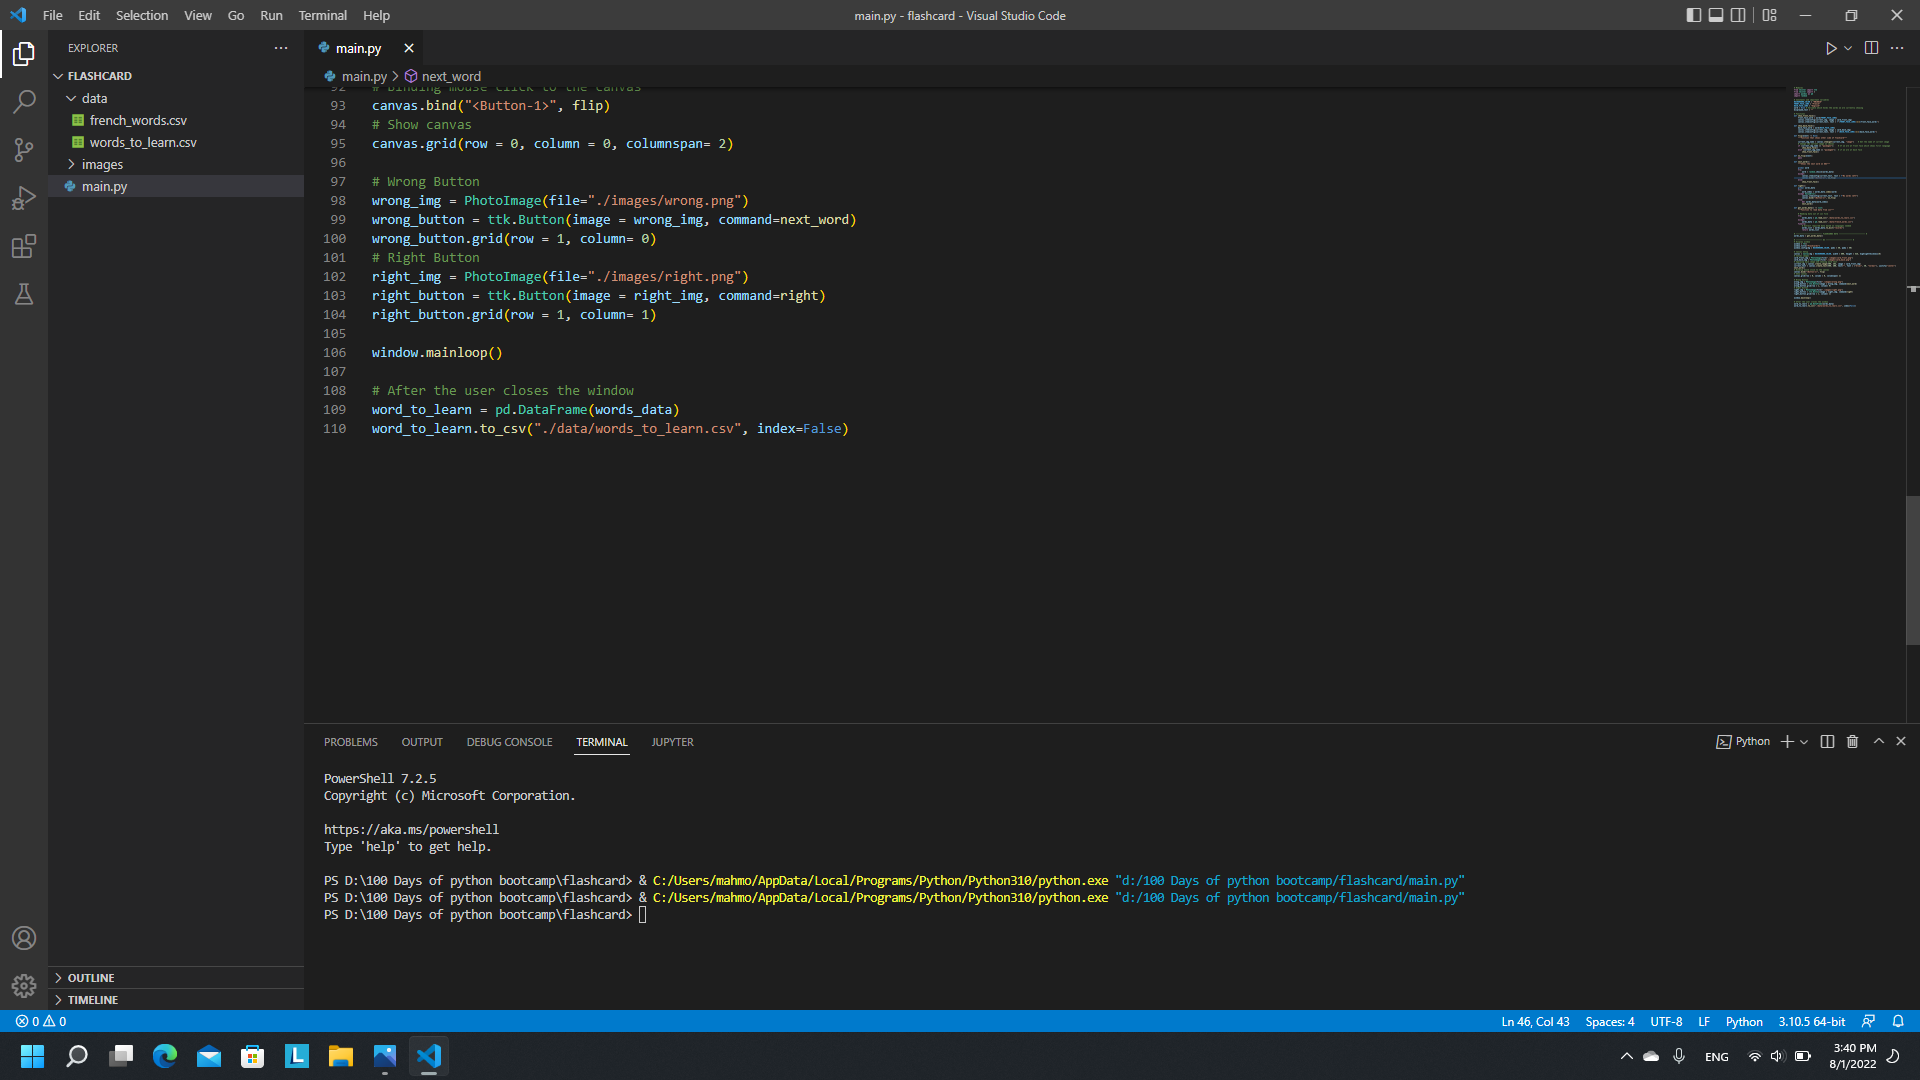 File Edit Selection View Go Run Terminal Help
main.py - flashcard - Visual Studio Code
EXPLORER
FLASHCARD
data
french_words.csv
words_to_learn.csv
images
main.py
OUTLINE
TIMELINE
main.py
main.py > next_word
92 # Binding mouse click to the canvas
93 canvas.bind("<Button-1>", flip)
94 # Show canvas
95 canvas.grid(row = 0, column = 0, columnspan= 2)
96
97 # Wrong Button
98 wrong_img = PhotoImage(file="./images/wrong.png")
99 wrong_button = ttk.Button(image = wrong_img, command=next_word)
100 wrong_button.grid(row = 1, column= 0)
101 # Right Button
102 right_img = PhotoImage(file="./images/right.png")
103 right_button = ttk.Button(image = right_img, command=right)
104 right_button.grid(row = 1, column= 1)
105
106 window.mainloop()
107
108 # After the user closes the window
109 word_to_learn = pd.DataFrame(words_data)
110 word_to_learn.to_csv("./data/words_to_learn.csv", index=False)
PROBLEMS OUTPUT DEBUG CONSOLE TERMINAL JUPYTER
Python
PowerShell 7.2.5
Copyright (c) Microsoft Corporation.
https://aka.ms/powershell
Type 'help' to get help.
PS D:\100 Days of python bootcamp\flashcard> & C:/Users/mahmo/AppData/Local/Programs/Python/Python310/python.exe "d:/100 Days of python bootcamp/flashcard/main.py"
PS D:\100 Days of python bootcamp\flashcard> & C:/Users/mahmo/AppData/Local/Programs/Python/Python310/python.exe "d:/100 Days of python bootcamp/flashcard/main.py"
PS D:\100 Days of python bootcamp\flashcard>
0 0
Ln 46, Col 43 Spaces: 4 UTF-8 LF Python 3.10.5 64-bit
L
ENG
3:40 PM
8/1/2022